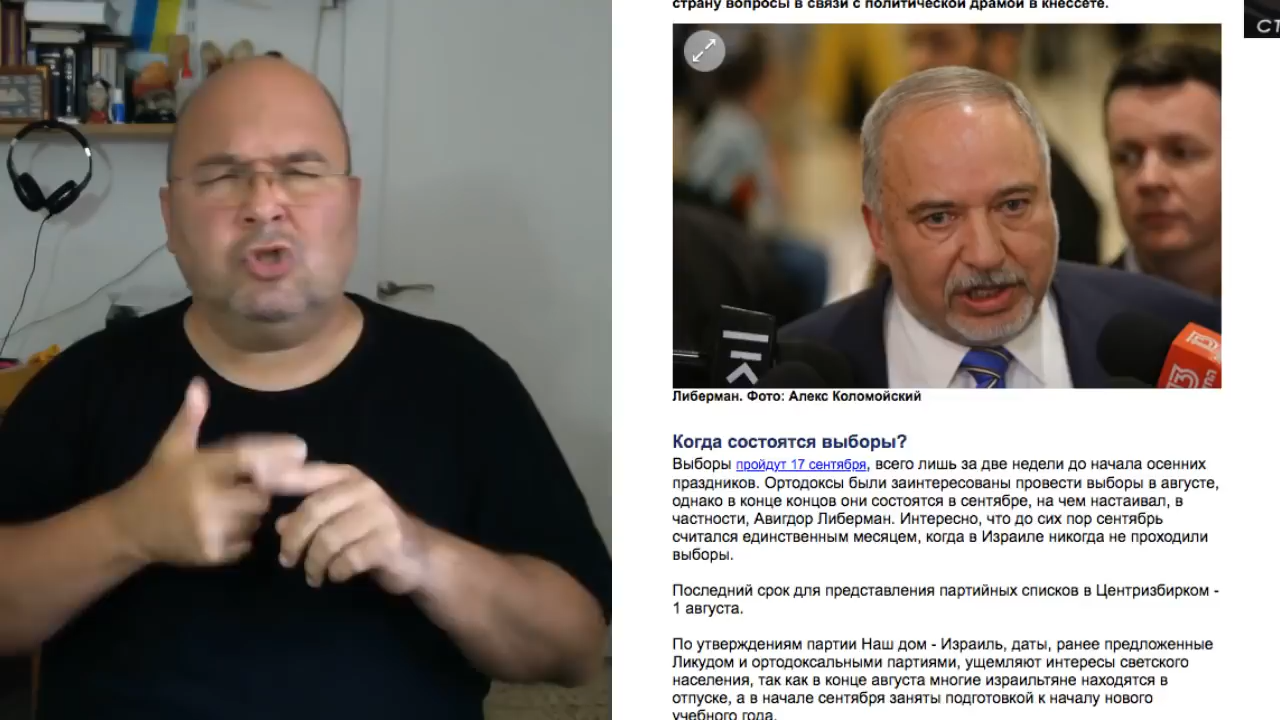 страну вопросы в связи с политической драмой в кнессете.
СТ
Либерман. Фото: Алекс Коломойский
Когда состоятся выборы?
Выборы пройдут 17 сентября, всего лишь за две недели до начала осенних
праздников. Ортодоксы были заинтересованы провести выборы в августе,
однако в конце концов они состоятся в сентябре, на чем настаивал, в
частности, Авигдор Либерман. Интересно, что до сих пор сентябрь
считался единственным месяцем, когда в Израиле никогда не проходили
выборы.
Последний срок для представления партийных списков в Центризбирком -
1 августа.
По утверждениям партии Наш дом - Израиль, даты, ранее предложенные
Ликудом и ортодоксальными партиями, ущемляют интересы светского
населения, так как в конце августа многие израильтяне находятся в
отпуске, а в начале сентября заняты подготовкой к началу нового
учебного года.